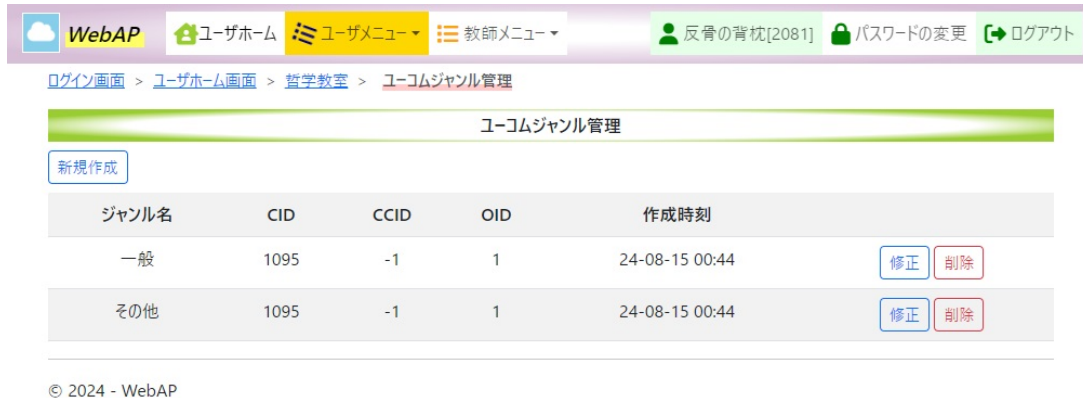 WebAP ユーザホーム ユーザメニュー 教師メニュー 反骨の背枕[2081] パスワードの変更 ログアウト
ログイン画面 > ユーザホーム画面 > 哲学教室 > ユーコムジャンル管理
ユーコムジャンル管理
新規作成
ジャンル名 CID CCID OID 作成時刻
一般 1095 -1 1 24-08-15 00:44 修正 削除
その他 1095 -1 1 24-08-15 00:44 修正 削除
© 2024 - WebAP